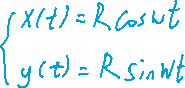 x(t) = R cos wt
y(t) = R sin wt